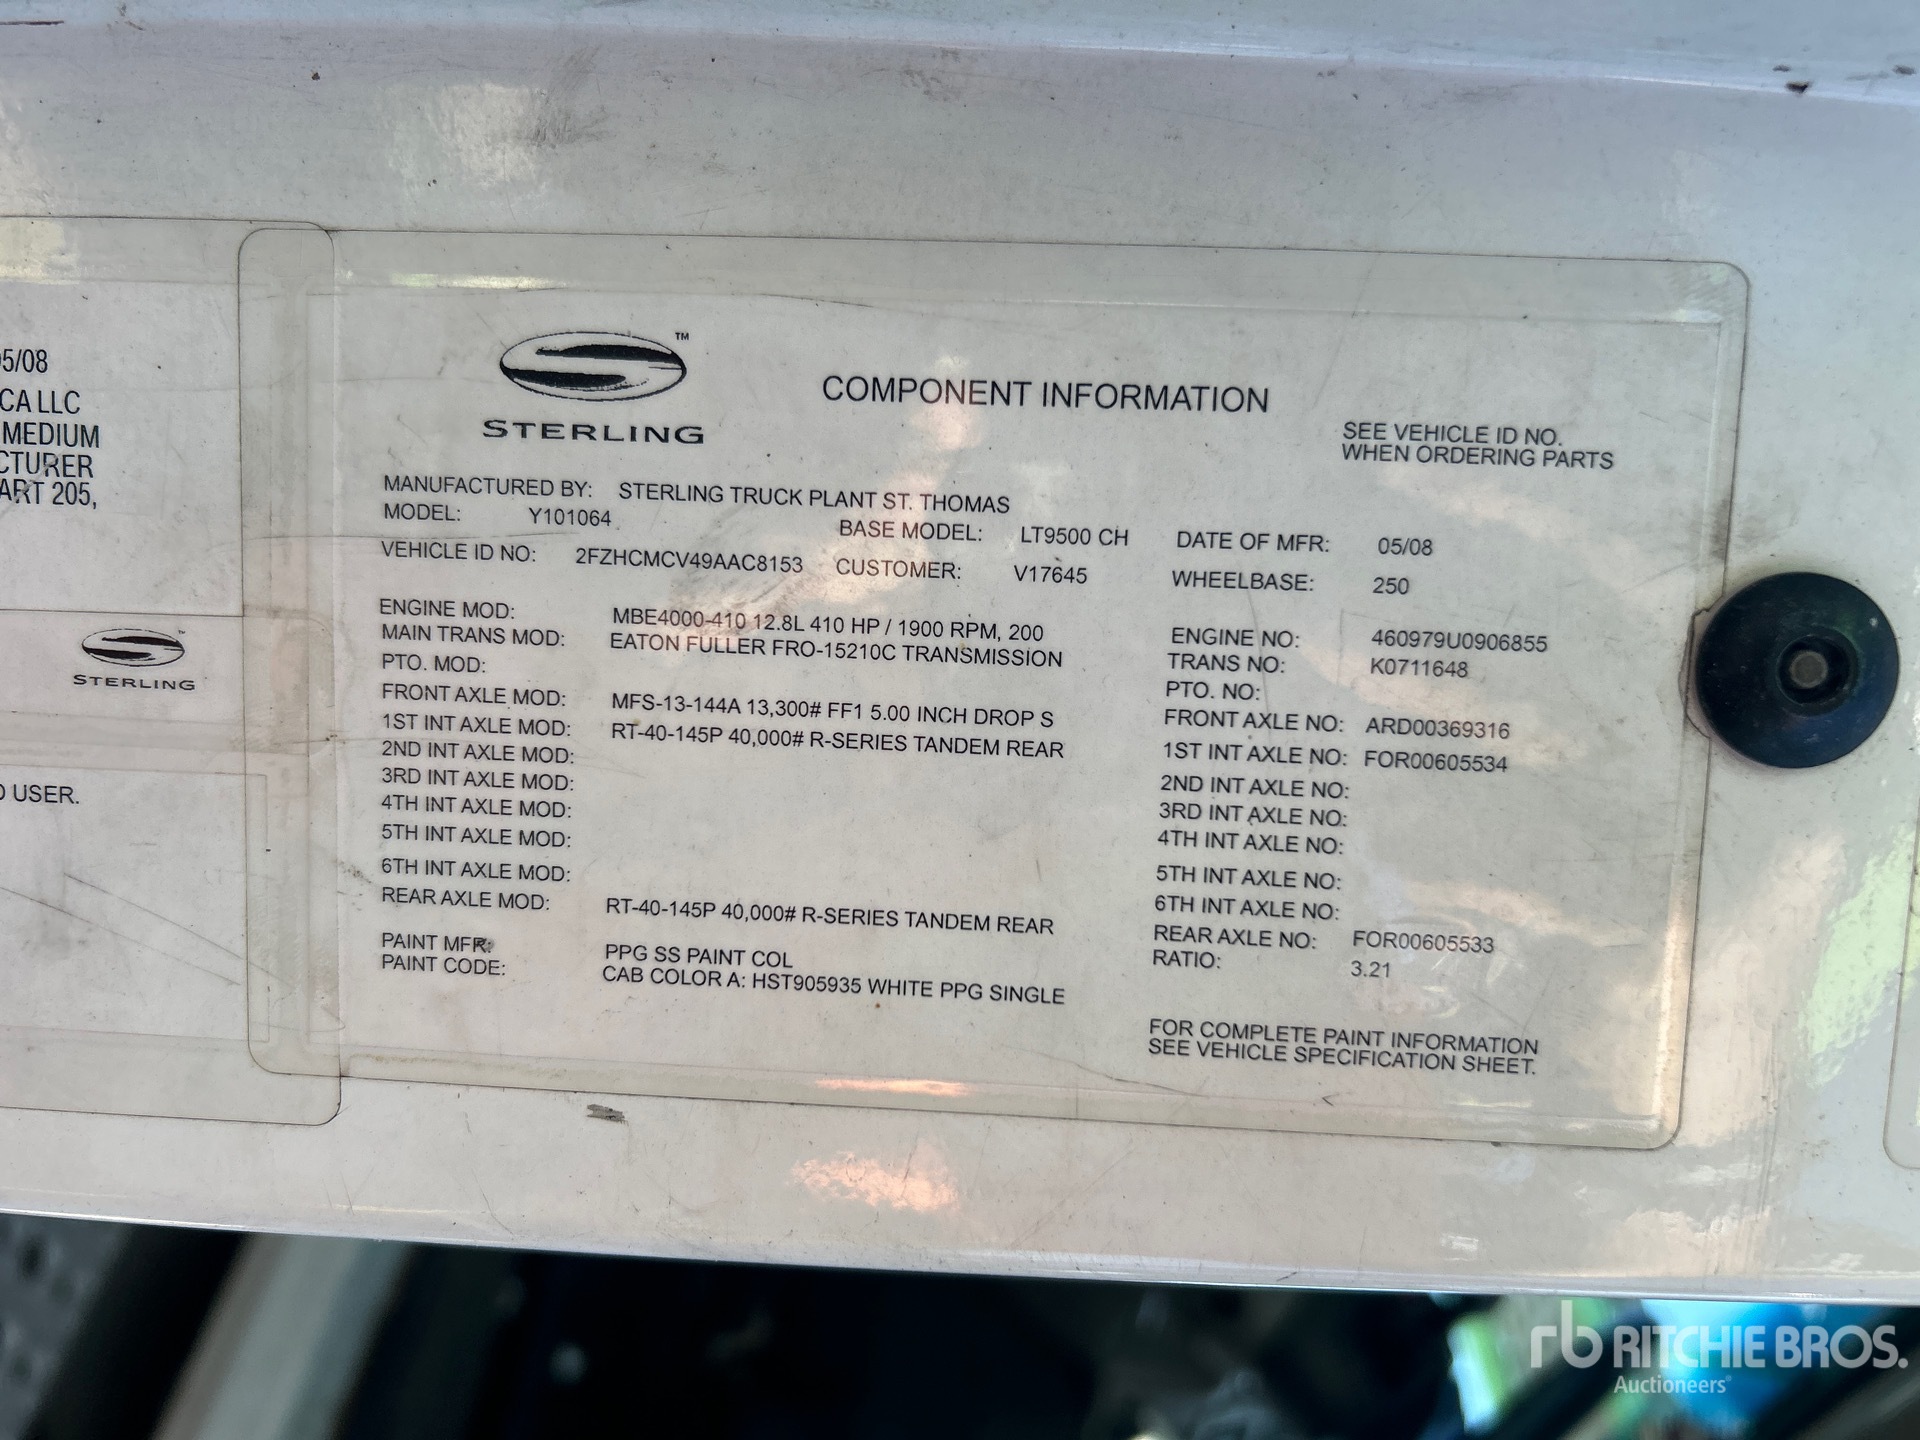 05/08
CA LLC
MEDIUM
CTURER
ART 205,
STERLING
USER.
STERLING ™
COMPONENT INFORMATION
SEE VEHICLE ID NO.
WHEN ORDERING PARTS
MANUFACTURED BY: STERLING TRUCK PLANT ST. THOMAS
MODEL: Y101064 BASE MODEL: LT9500 CH DATE OF MFR: 05/08
VEHICLE ID NO: 2FZHCMCV49AAC8153 CUSTOMER: V17645 WHEELBASE: 250
ENGINE MOD: MBE4000-410 12.8L 410 HP / 1900 RPM, 200 ENGINE NO: 460979U0906855
MAIN TRANS MOD: EATON FULLER FRO-15210C TRANSMISSION TRANS NO: K0711648
PTO. MOD: PTO. NO:
FRONT AXLE MOD: MFS-13-144A 13,300# FF1 5.00 INCH DROP S FRONT AXLE NO: ARD00369316
1ST INT AXLE MOD: RT-40-145P 40,000# R-SERIES TANDEM REAR 1ST INT AXLE NO: FOR00605534
2ND INT AXLE MOD: 2ND INT AXLE NO:
3RD INT AXLE MOD: 3RD INT AXLE NO:
4TH INT AXLE MOD: 4TH INT AXLE NO:
5TH INT AXLE MOD: 5TH INT AXLE NO:
6TH INT AXLE MOD: 6TH INT AXLE NO:
REAR AXLE MOD: RT-40-145P 40,000# R-SERIES TANDEM REAR REAR AXLE NO: FOR00605533
RATIO: 3.21
PAINT MFR: PPG SS PAINT COL
PAINT CODE: CAB COLOR A: HST905935 WHITE PPG SINGLE
FOR COMPLETE PAINT INFORMATION
SEE VEHICLE SPECIFICATION SHEET.
rb RITCHIE BROS.
Auctioneers